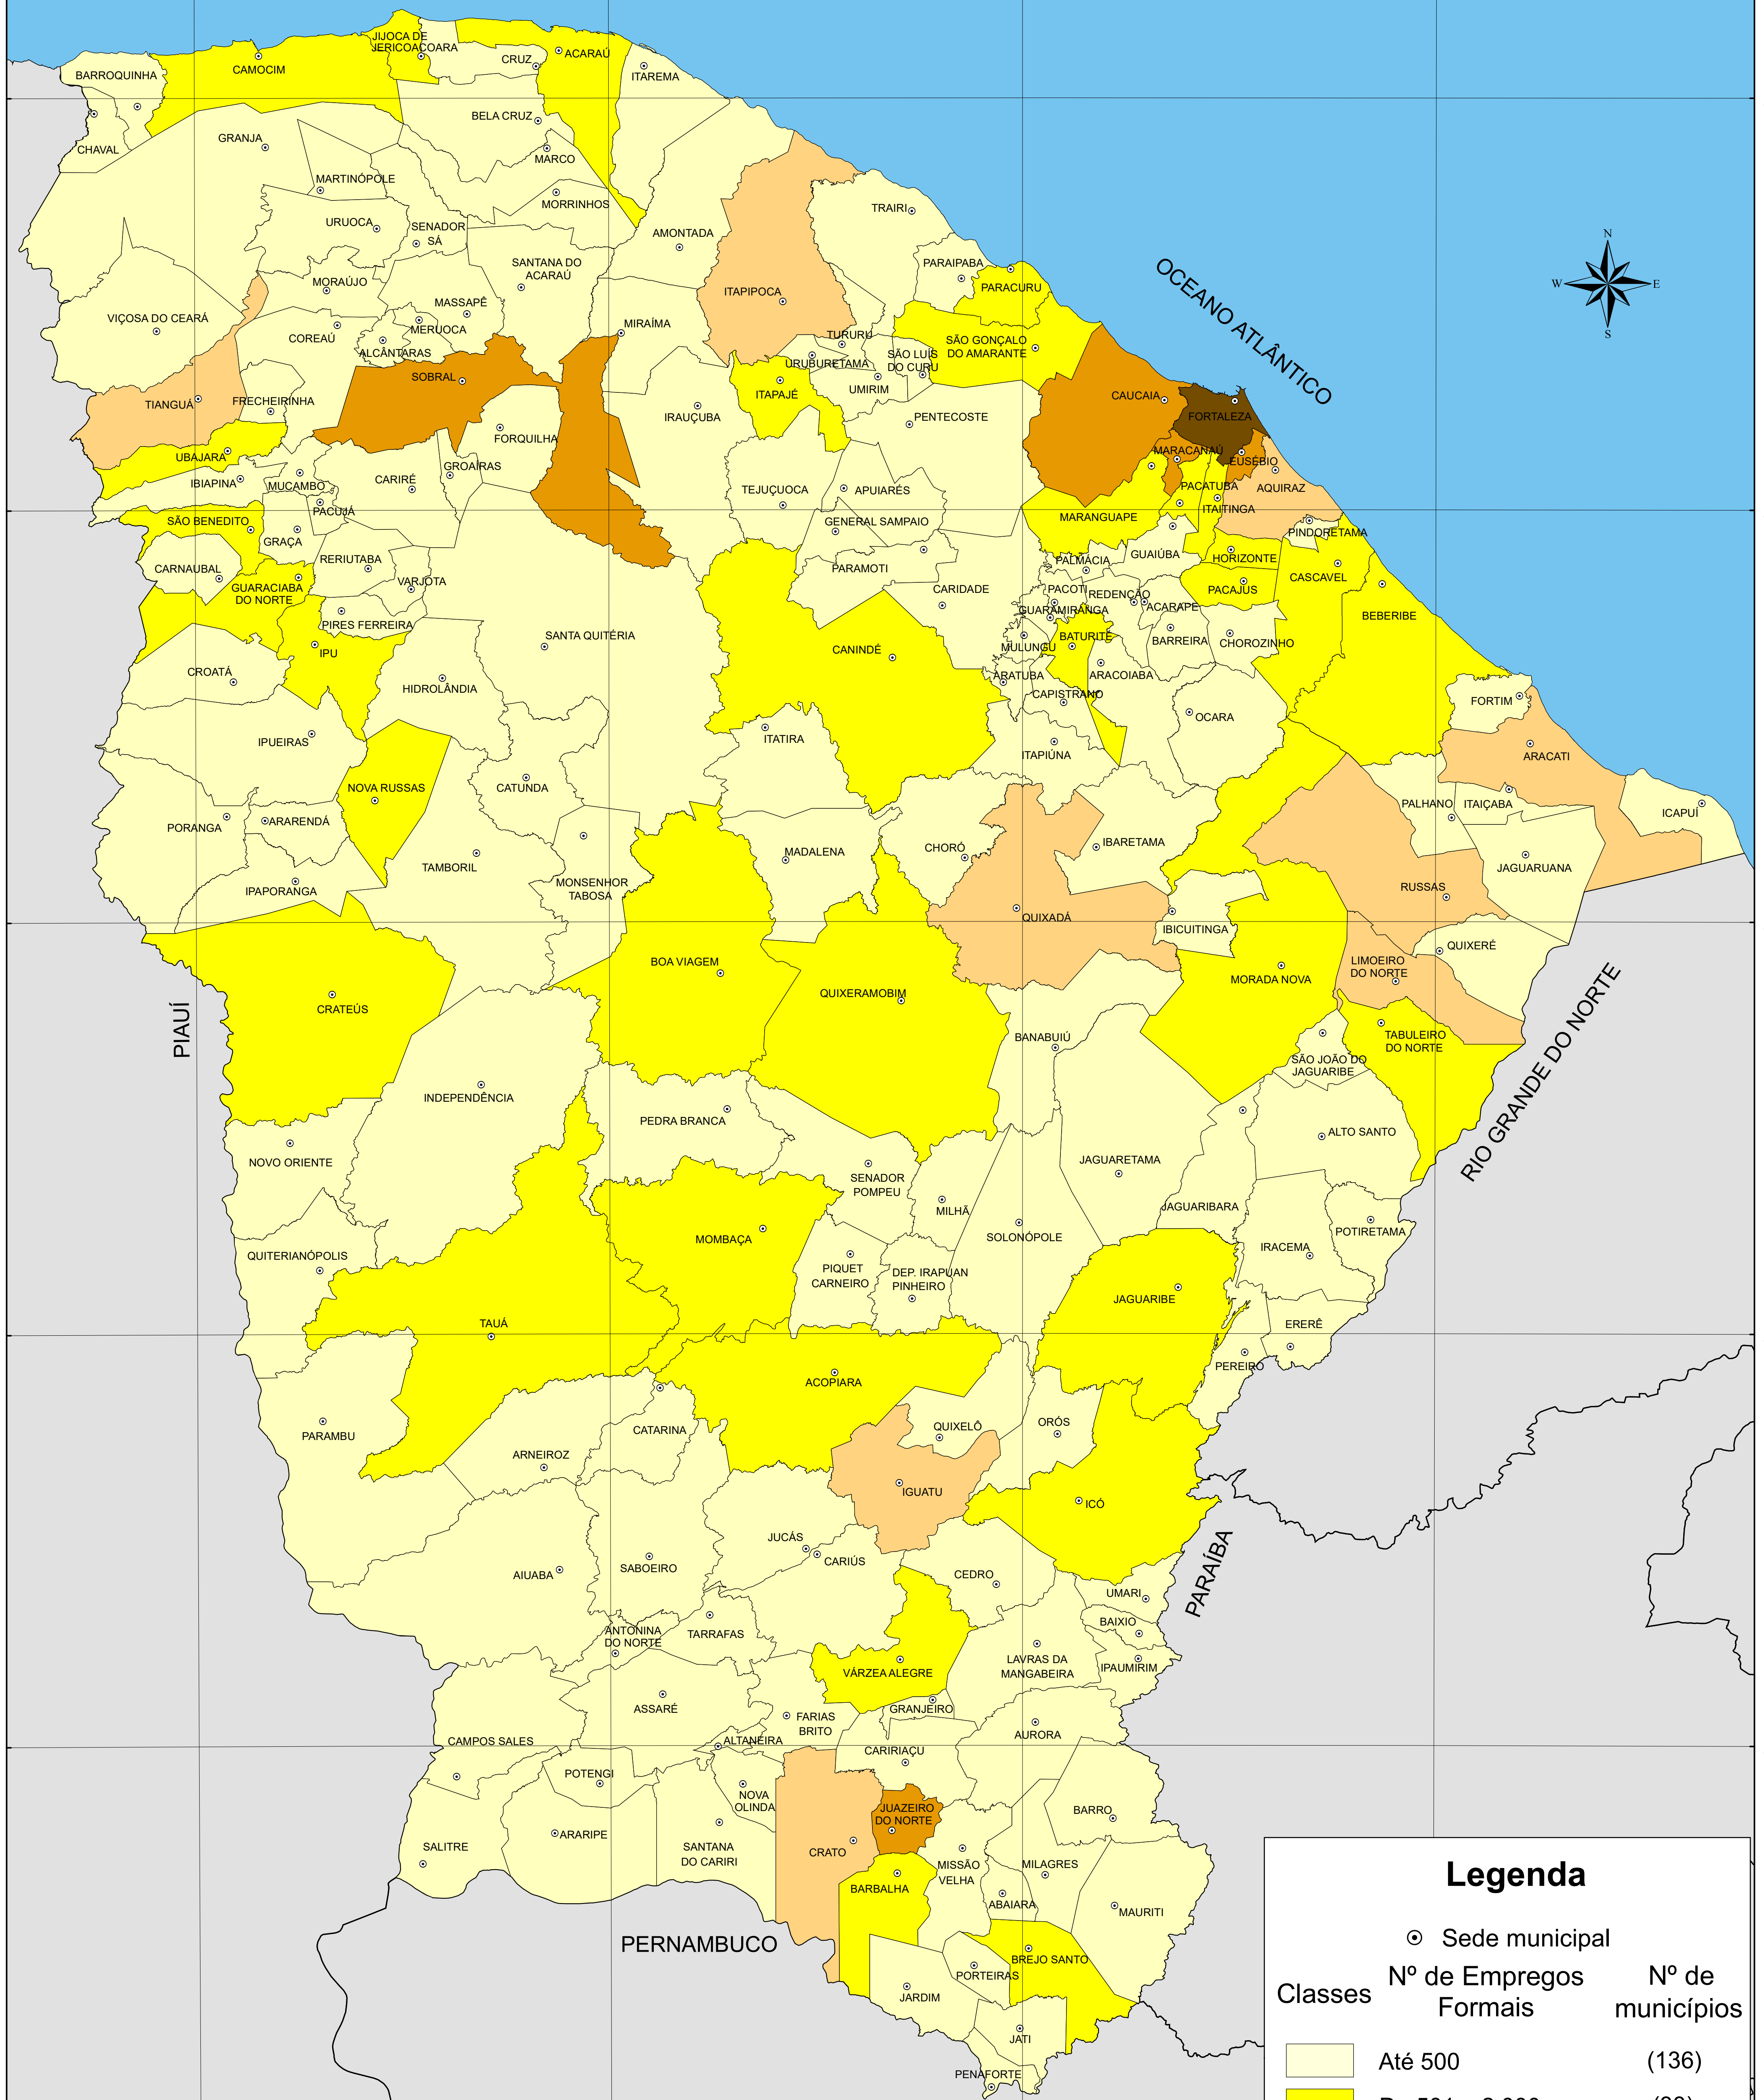 JIJOCA DE
JERICOACOARA
CRUZ
ACARAÚ
ITAREMA
CAMOCIM
BARROQUINHA
CHAVAL
GRANJA
BELA CRUZ
MARCO
MARTINÓPOLE
MORRINHOS
URUOCA
SENADOR
SÁ
AMONTADA
TRAIRI
N
W
E
S
OCEANO ATLÂNTICO
SANTANA DO
ACARAÚ
PARAIPABA
PARACURU
MORAÚJO
ITAPIPOCA
MASSAPÊ
VIÇOSA DO CEARÁ
MIRAÍMA
MERUOCA
COREAÚ
ALCÂNTARAS
TURURU
SÃO GONÇALO
DO AMARANTE
URUBURETAMA
SÃO LUÍS
DO CURU
SOBRAL
UMIRIM
ITAPAJÉ
CAUCAIA
TIANGUÁ
FRECHEIRINHA
IRAUÇUBA
PENTECOSTE
FORTALEZA
FORQUILHA
MARACANAÚ
EUSÉBIO
UBAJARA
GROAÍRAS
IBIAPINA
MUCAMBO
CARIRÉ
TEJUÇUOCA
APUIARÉS
PACATUBA
AQUIRAZ
PACUJÁ
ITAITINGA
SÃO BENEDITO
GENERAL SAMPAIO
MARANGUAPE
PINDORETAMA
GRAÇA
RERIUTABA
GUAIÚBA
HORIZONTE
PALMÁCIA
CARNAUBAL
PARAMOTI
CASCAVEL
VARJOTA
GUARACIABA
DO NORTE
CARIDADE
PACOTI
REDENÇÃO
PACAJUS
GUARAMIRANGA
ACARAPE
BEBERIBE
PIRES FERREIRA
SANTA QUITÉRIA
BATURITÉ
BARREIRA
CHOROZINHO
IPU
CANINDÉ
MULUNGU
CROATÁ
ARATUBA
ARACOIABA
HIDROLÂNDIA
CAPISTRANO
FORTIM
OCARA
IPUEIRAS
ITATIRA
ITAPIÚNA
ARACATI
NOVA RUSSAS
CATUNDA
PALHANO
ITAIÇABA
ICAPUÍ
PORANGA
ARARENDÁ
IBARETAMA
CHORÓ
MADALENA
TAMBORIL
JAGUARUANA
IPAPORANGA
MONSENHOR
TABOSA
RUSSAS
QUIXADÁ
IBICUITINGA
QUIXERÉ
BOA VIAGEM
LIMOEIRO
DO NORTE
MORADA NOVA
QUIXERAMOBIM
CRATEÚS
PIAUÍ
RIO GRANDE DO NORTE
BANABUIÚ
TABULEIRO
DO NORTE
SÃO JOÃO DO
JAGUARIBE
INDEPENDÊNCIA
PEDRA BRANCA
ALTO SANTO
NOVO ORIENTE
JAGUARETAMA
SENADOR
POMPEU
MILHÃ
JAGUARIBARA
SOLONÓPOLE
POTIRETAMA
MOMBAÇA
IRACEMA
QUITERIANÓPOLIS
PIQUET
CARNEIRO
DEP. IRAPUAN
PINHEIRO
JAGUARIBE
TAUÁ
ERERÊ
PEREIRO
ACOPIARA
ORÓS
QUIXELÔ
CATARINA
PARAMBU
ARNEIROZ
IGUATU
ICÓ
JUCÁS
CARIÚS
SABOEIRO
AIUABA
CEDRO
PARAÍBA
UMARI
BAIXIO
ANTONINA
DO NORTE
TARRAFAS
LAVRAS DA
MANGABEIRA
IPAUMIRIM
VÁRZEA ALEGRE
ASSARÉ
GRANJEIRO
FARIAS
BRITO
AURORA
CAMPOS SALES
ALTANEIRA
CARIRIAÇU
POTENGI
NOVA
OLINDA
JUAZEIRO
DO NORTE
BARRO
ARARIPE
SALITRE
SANTANA
DO CARIRI
CRATO
MISSÃO
VELHA
MILAGRES
BARBALHA
ABAIARA
MAURITI
PERNAMBUCO
BREJO SANTO
PORTEIRAS
JARDIM
JATI
PENAFORTE
Legenda
Sede municipal
Classes
Nº de Empregos
Formais
Nº de
municípios
Até 500
(136)